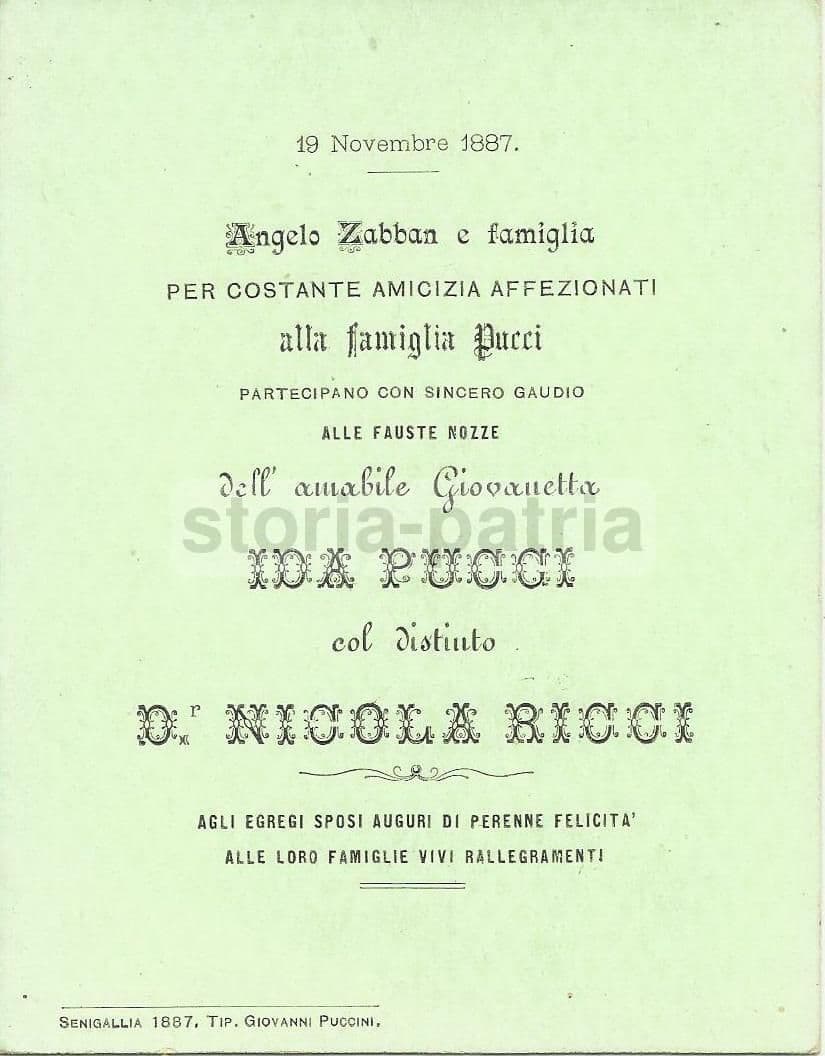 19 Novembre 1887.
Angelo Zabban e famiglia
PER COSTANTE AMICIZIA AFFEZIONATI
alla famiglia Pucci
PARTECIPANO CON SINCERO GAUDIO
ALLE FAUSTE NOZZE
dell' amabile Giovanetta
storia-patria
IDA PUCCI
col distinto
D.r NICOLA RICCI
AGLI EGREGI SPOSI AUGURI DI PERENNE FELICITA'
ALLE LORO FAMIGLIE VIVI RALLEGRAMENTI
SENIGALLIA 1887, TIP. GIOVANNI PUCCINI,